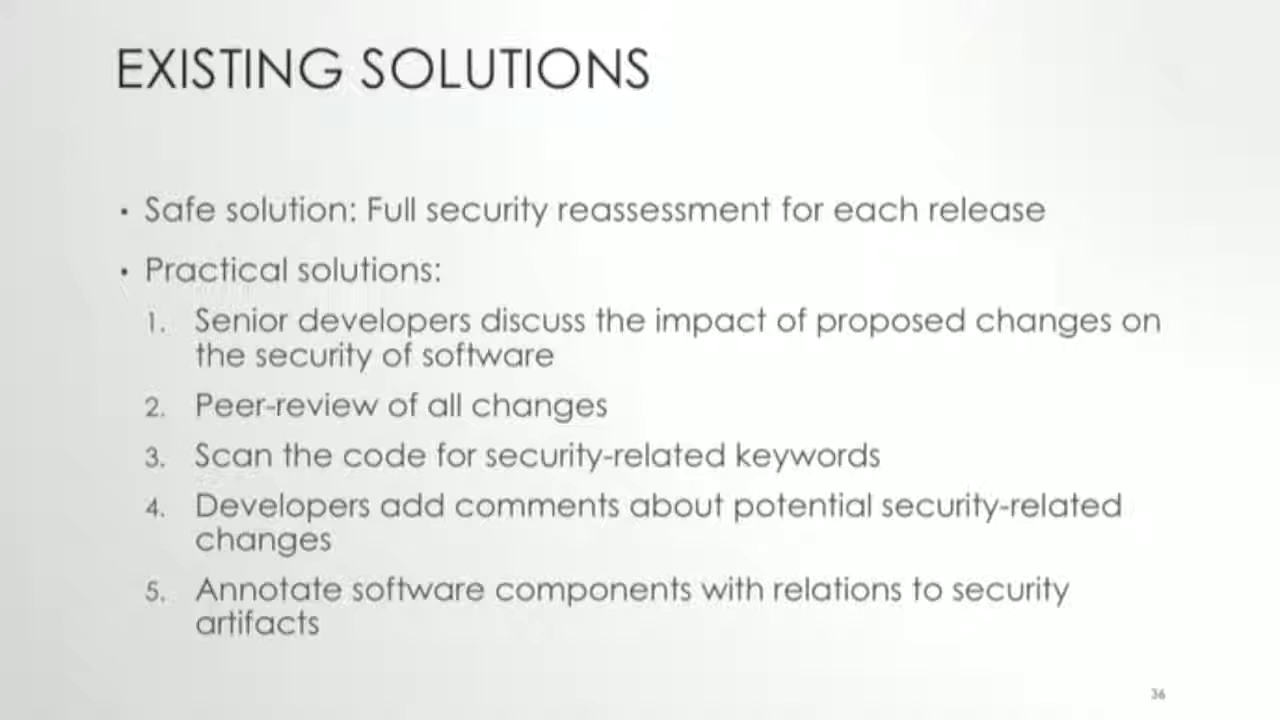 EXISTING SOLUTIONS
• Safe solution: Full security reassessment for each release
• Practical solutions:
1. Senior developers discuss the impact of proposed changes on
the security of software
2. Peer-review of all changes
3. Scan the code for security-related keywords
4. Developers add comments about potential security-related
changes
5. Annotate software components with relations to security
artifacts
36